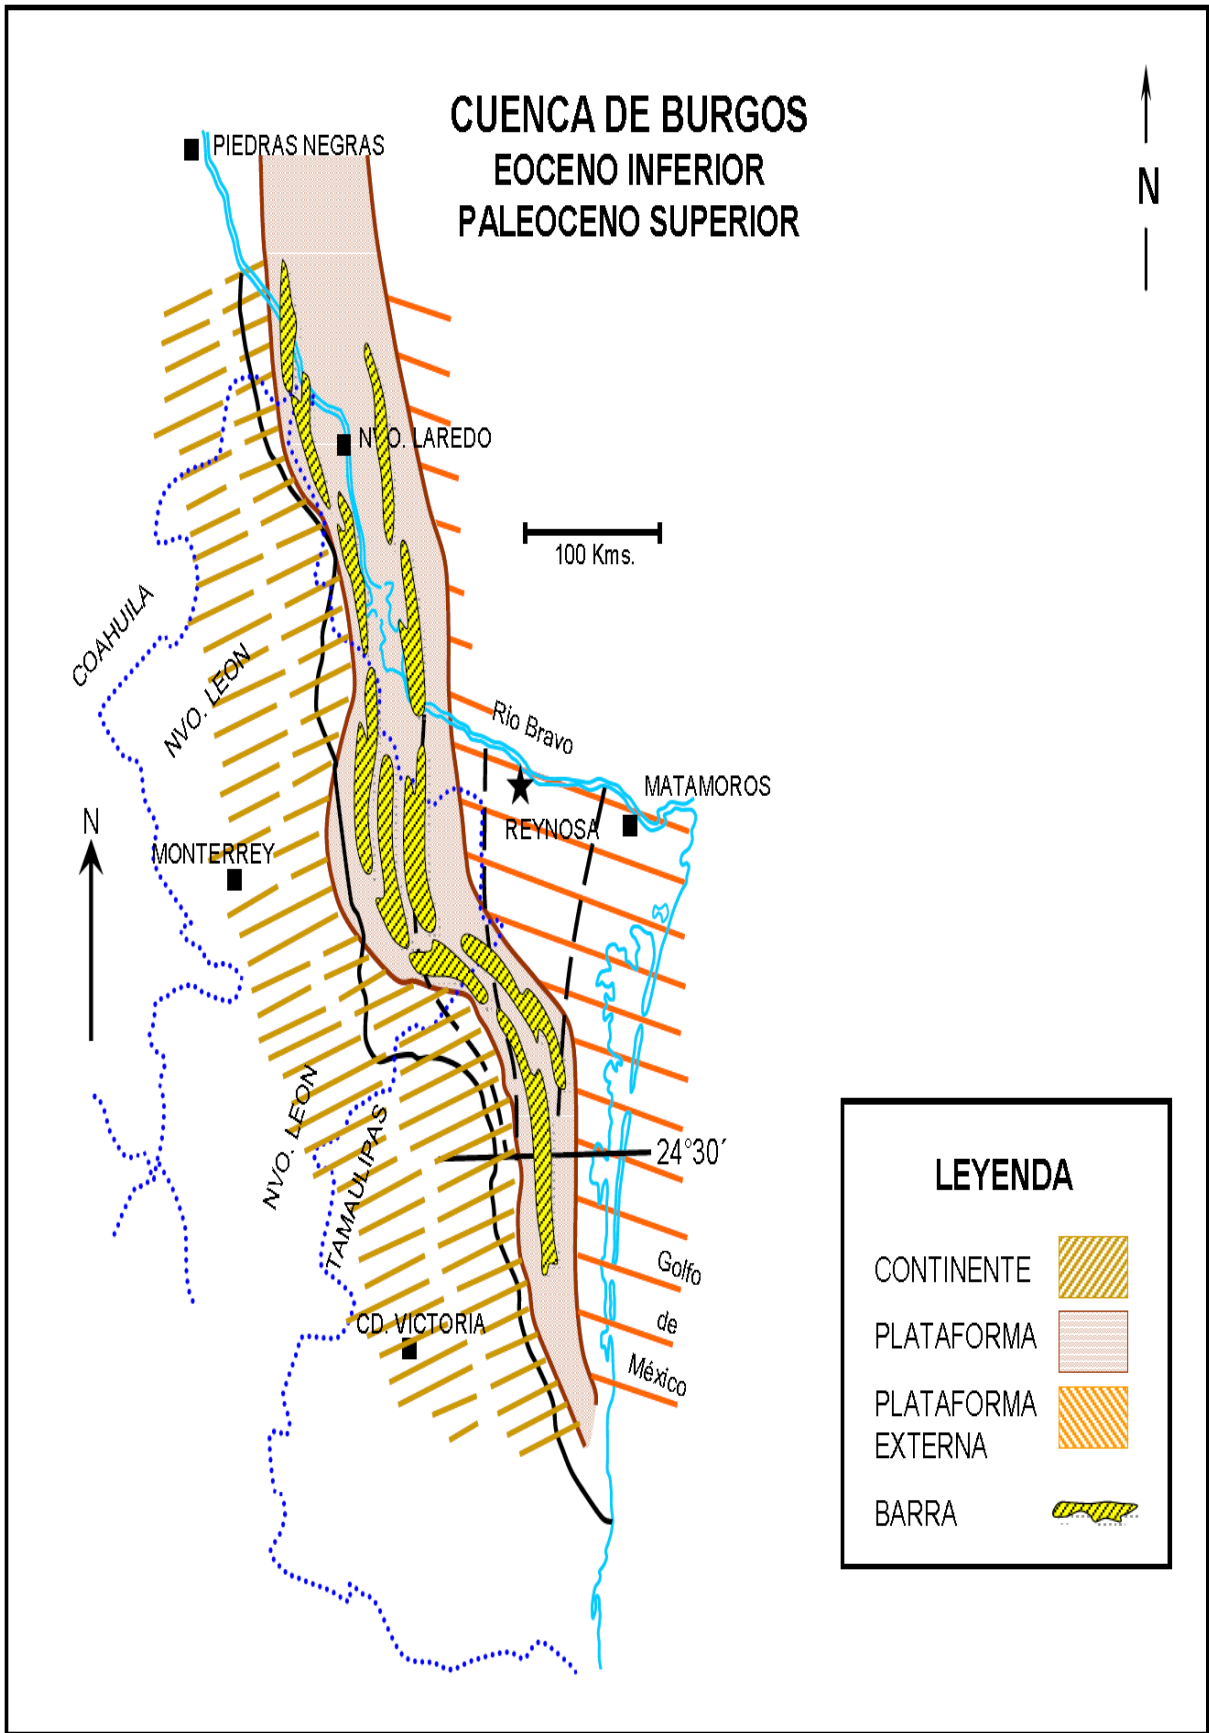 CUENCA DE BURGOS
EOCENO INFERIOR
PALEOCENO SUPERIOR
N
PIEDRAS NEGRAS
NVO. LAREDO
100 Kms.
COAHUILA
NVO. LEON
Rio Bravo
MATAMOROS
REYNOSA
N
MONTERREY
NVO. LEON
TAMAULIPAS
24°30´
CD. VICTORIA
Golfo
de
México
LEYENDA
CONTINENTE
PLATAFORMA
PLATAFORMA
EXTERNA
BARRA